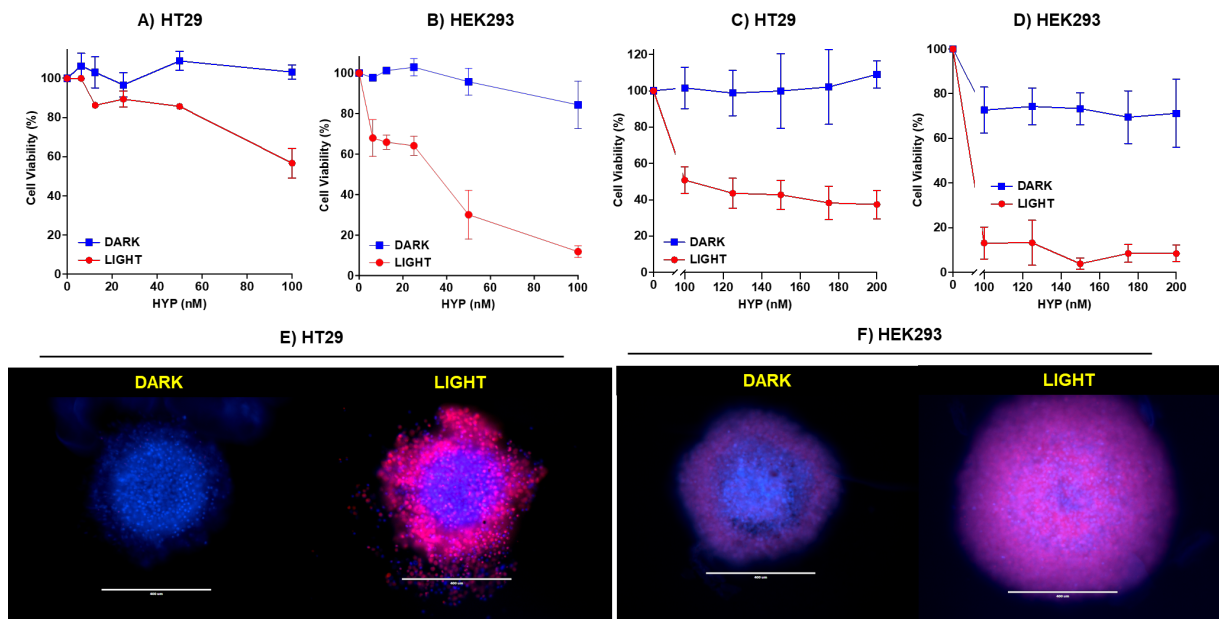 A) HT29
B) HEK293
C) HT29
D) HEK293
Cell Viability (%)
120
100
80
60
40
20
0
DARK
LIGHT
0 20 40 60 80 100
HYP (nM)
Cell Viability (%)
100
80
60
40
20
0
DARK
LIGHT
0 20 40 60 80 100
HYP (nM)
Cell Viability (%)
120
100
80
60
40
20
0
DARK
LIGHT
0 100 120 140 160 180 200
HYP (nM)
Cell Viability (%)
100
80
60
40
20
0
DARK
LIGHT
0 100 120 140 160 180 200
HYP (nM)
E) HT29
F) HEK293
DARK
LIGHT
DARK
LIGHT